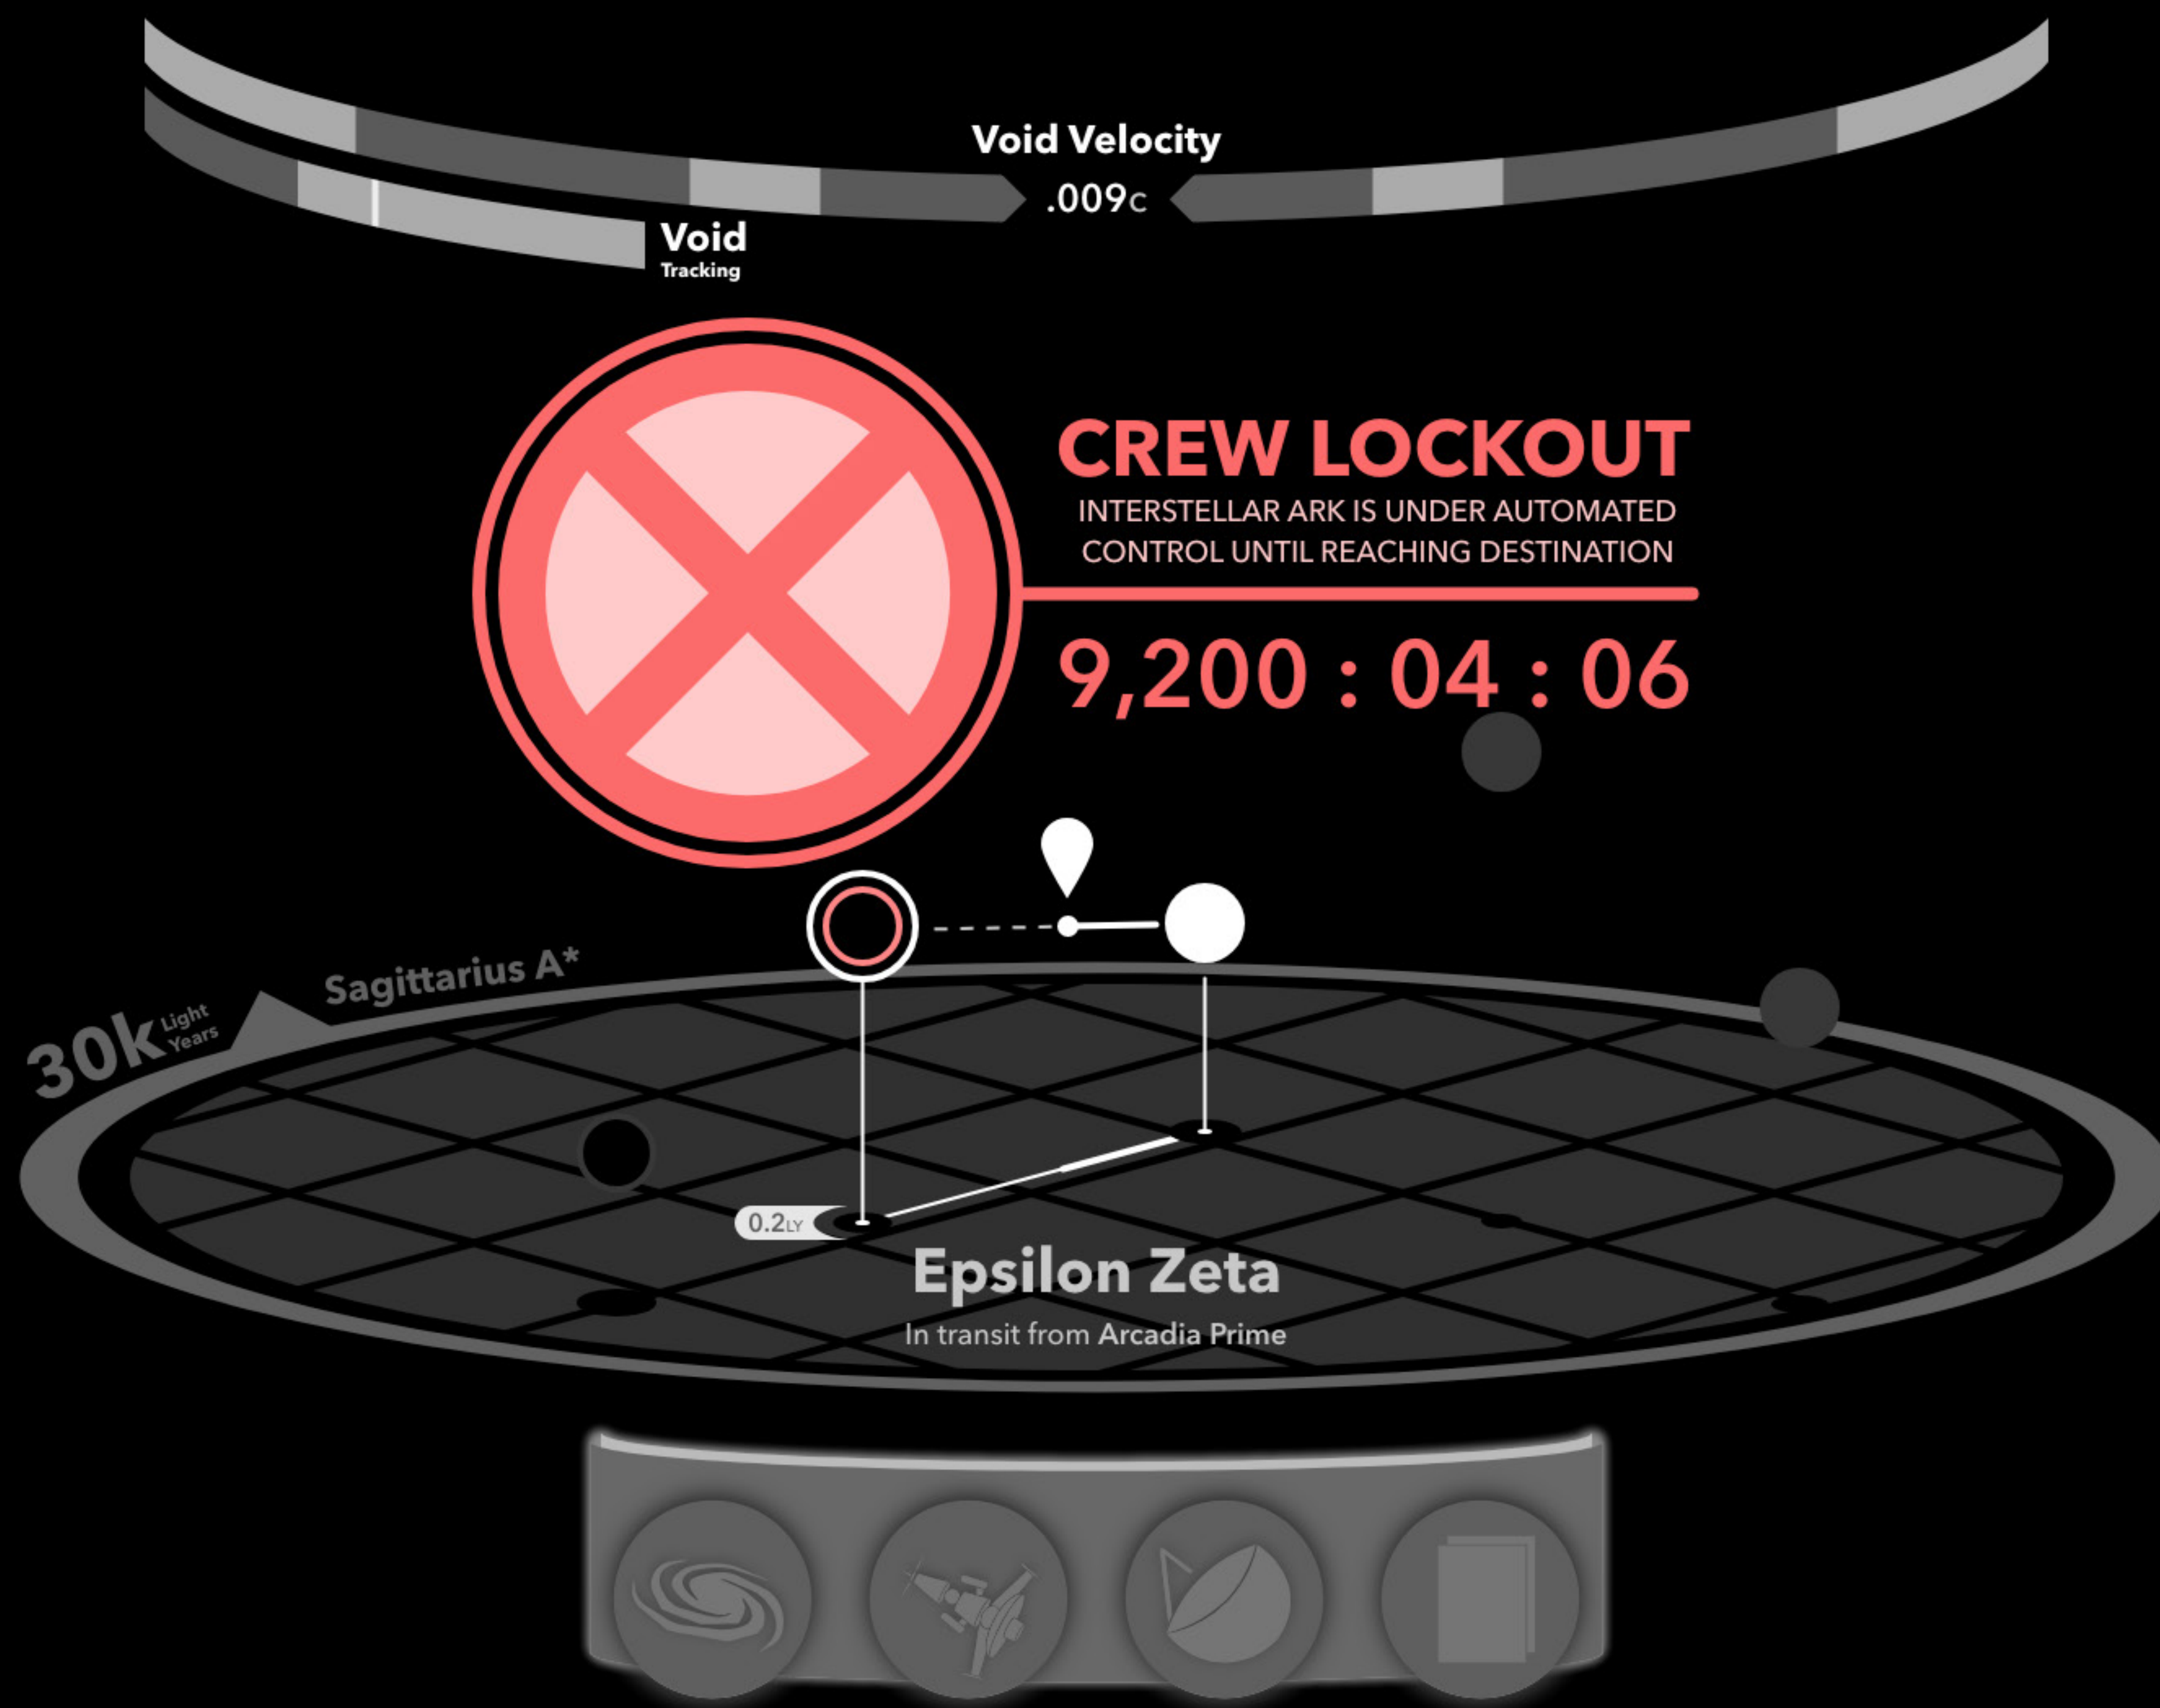 Void Velocity
.009c
Void
Tracking
CREW LOCKOUT
INTERSTELLAR ARK IS UNDER AUTOMATED
CONTROL UNTIL REACHING DESTINATION
9,200 : 04 : 06
Sagittarius A*
30k Light
Years
0.2LY
Epsilon Zeta
In transit from Arcadia Prime